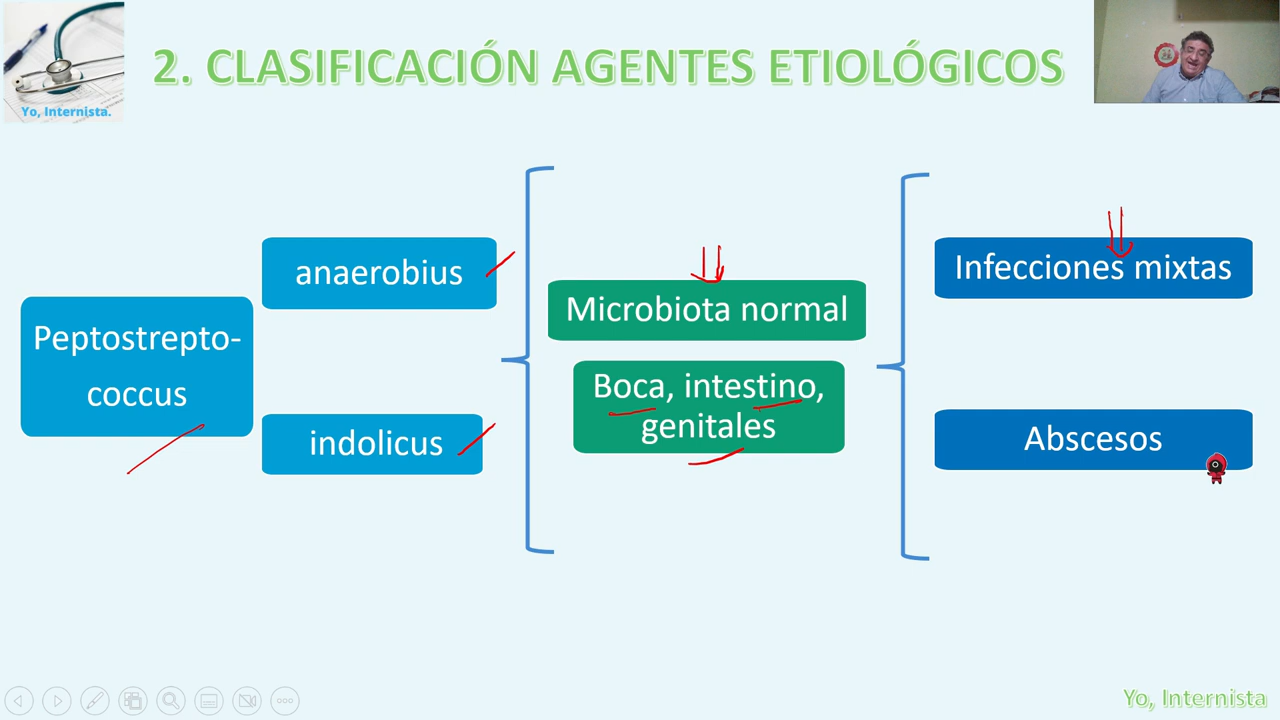 Yo, Internista.
2. CLASIFICACIÓN AGENTES ETIOLÓGICOS
Peptostrepto-
coccus
anaerobius
indolicus
Microbiota normal
Boca, intestino,
genitales
Infecciones mixtas
Abscesos
Yo, Internista